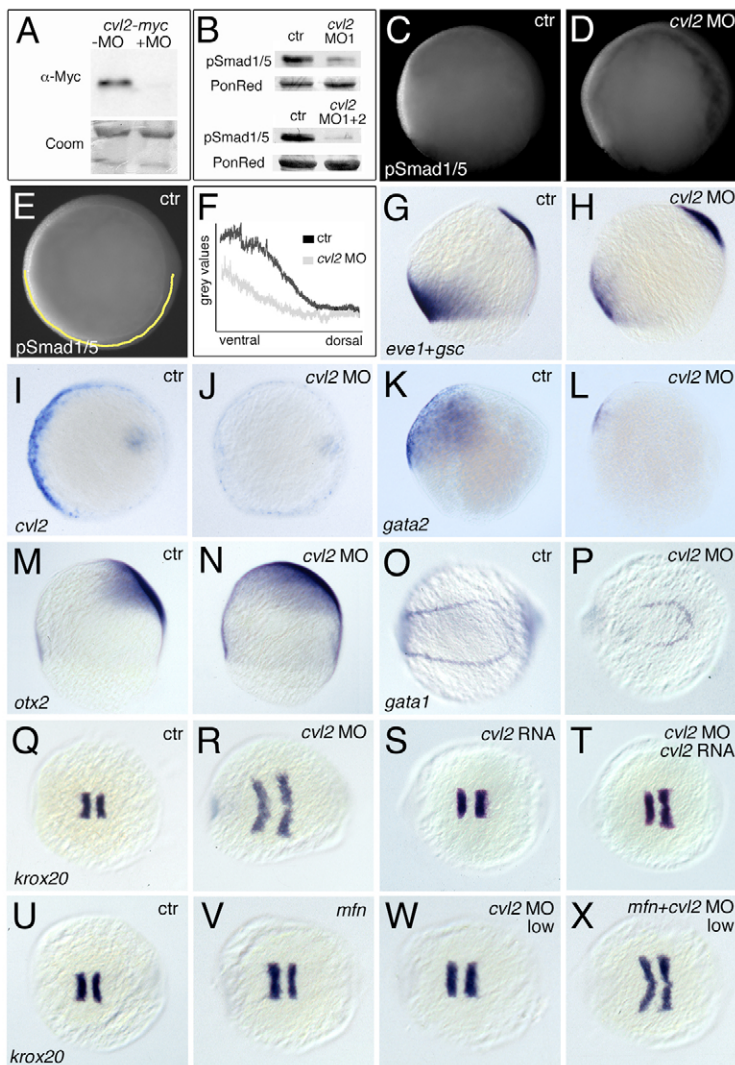 A
cvl2-myc
-MO +MO
α-Myc
Coom
B
ctr cvl2 MO1
pSmad1/5
PonRed
ctr cvl2 MO1+2
pSmad1/5
PonRed
C ctr
pSmad1/5
D cvl2 MO
E ctr
pSmad1/5
F
grey values
ctr
cvl2 MO
ventral dorsal
G ctr
eve1+gsc
H cvl2 MO
I ctr
cvl2
J cvl2 MO
K ctr
gata2
L cvl2 MO
M ctr
otx2
N cvl2 MO
O ctr
gata1
P cvl2 MO
Q ctr
krox20
R cvl2 MO
S cvl2 RNA
T cvl2 MO
cvl2 RNA
U ctr
krox20
V mfn
W cvl2 MO
low
X mfn+cvl2 MO
low